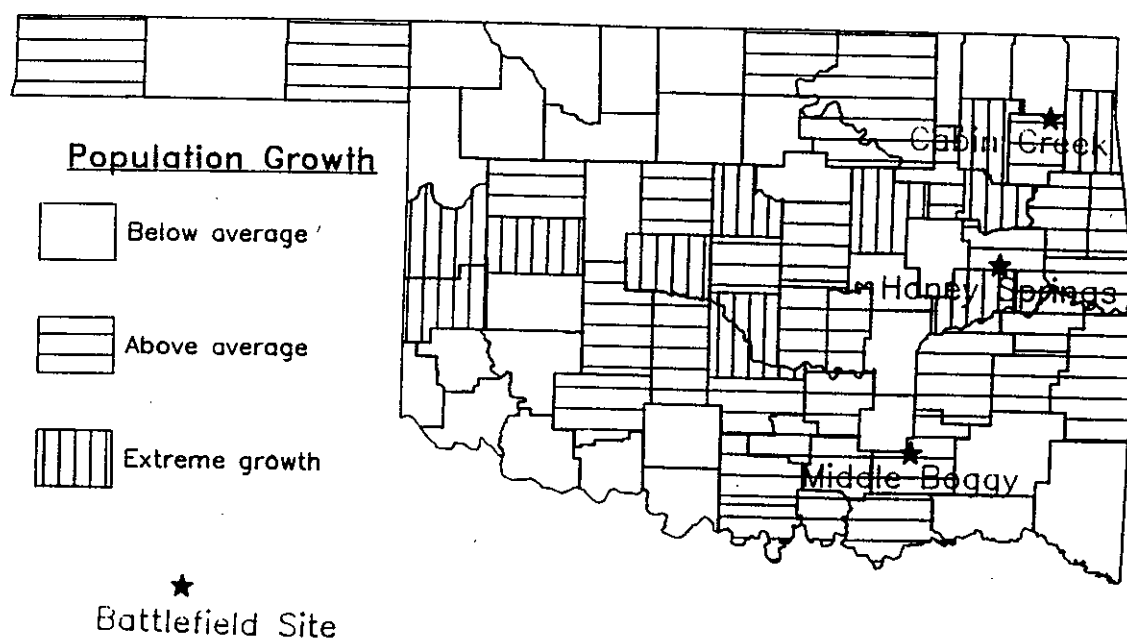 Population Growth
Below average
Above average
Extreme growth
Battlefield Site
Cabin Creek
Honey Springs
Middle Boggy